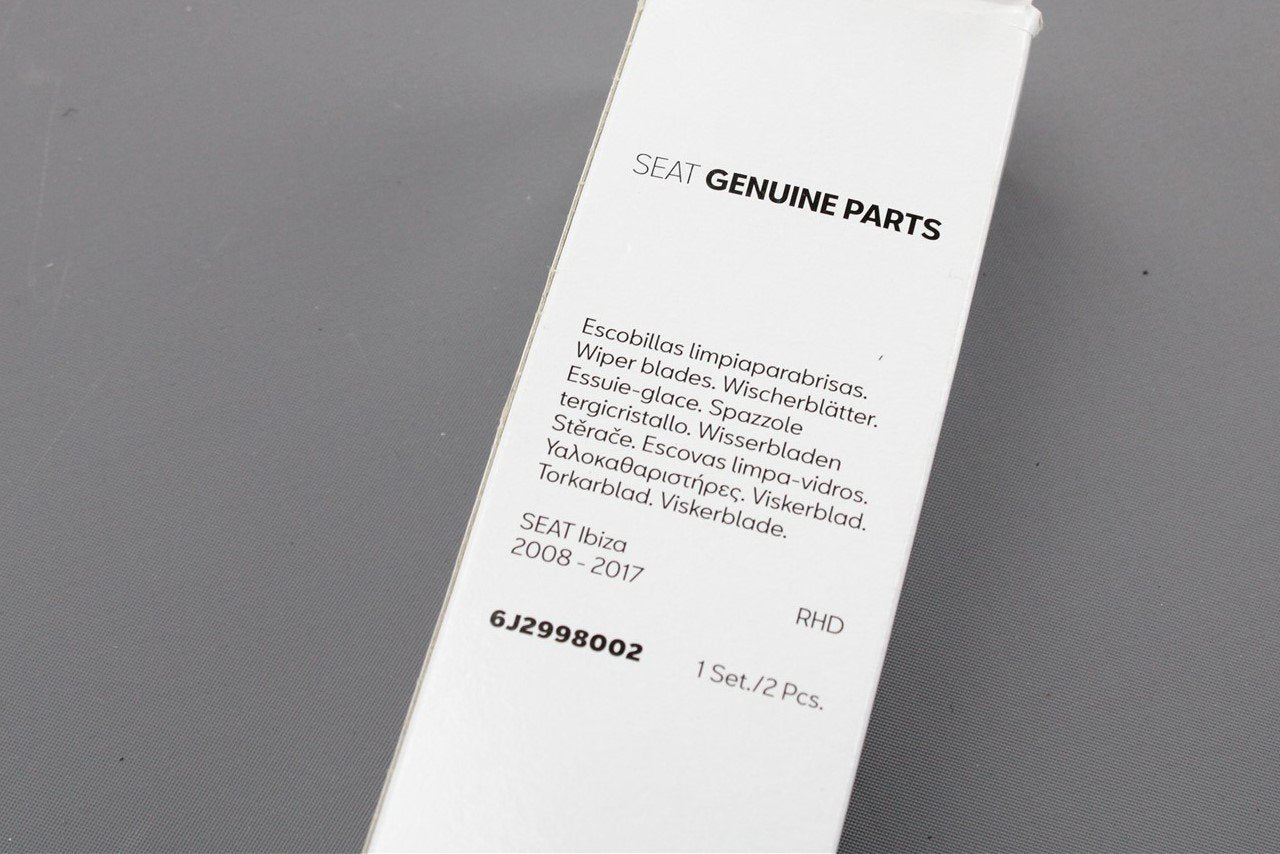 SEAT GENUINE PARTS
Escobillas limpiaparabrisas.
Wiper blades. Wischerblätter.
Essuie-glace. Spazzole
tergicristallo. Wisserbladen
Stěrače. Escovas limpa-vidros.
Υαλοκαθαριστήρες. Viskerblad.
Torkarblad. Viskerblade.
SEAT Ibiza
2008 - 2017
RHD
6J2998002
1 Set./2 Pcs.